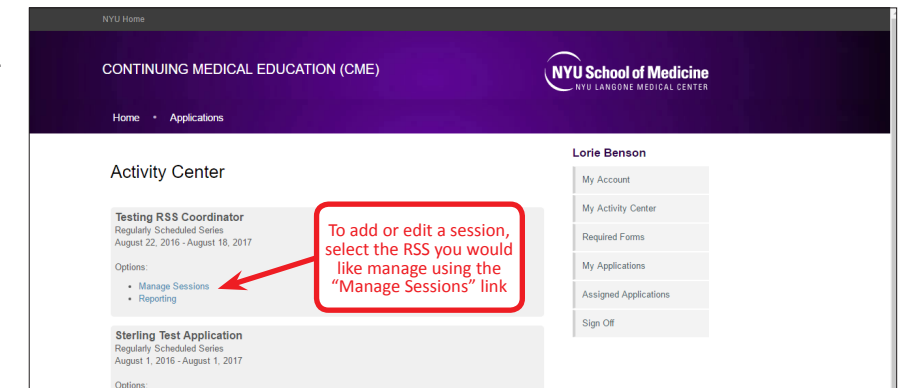 NYU Home
CONTINUING MEDICAL EDUCATION (CME)
NYU School of Medicine
NYU LANGONE MEDICAL CENTER
Home • Applications
Lorie Benson
My Account
My Activity Center
Required Forms
My Applications
Assigned Applications
Sign Off
Activity Center
Testing RSS Coordinator
Regularly Scheduled Series
August 22, 2016 - August 18, 2017
Options:
• Manage Sessions
• Reporting
To add or edit a session,
select the RSS you would
like manage using the
“Manage Sessions” link
Sterling Test Application
Regularly Scheduled Series
August 1, 2016 - August 1, 2017
Options: